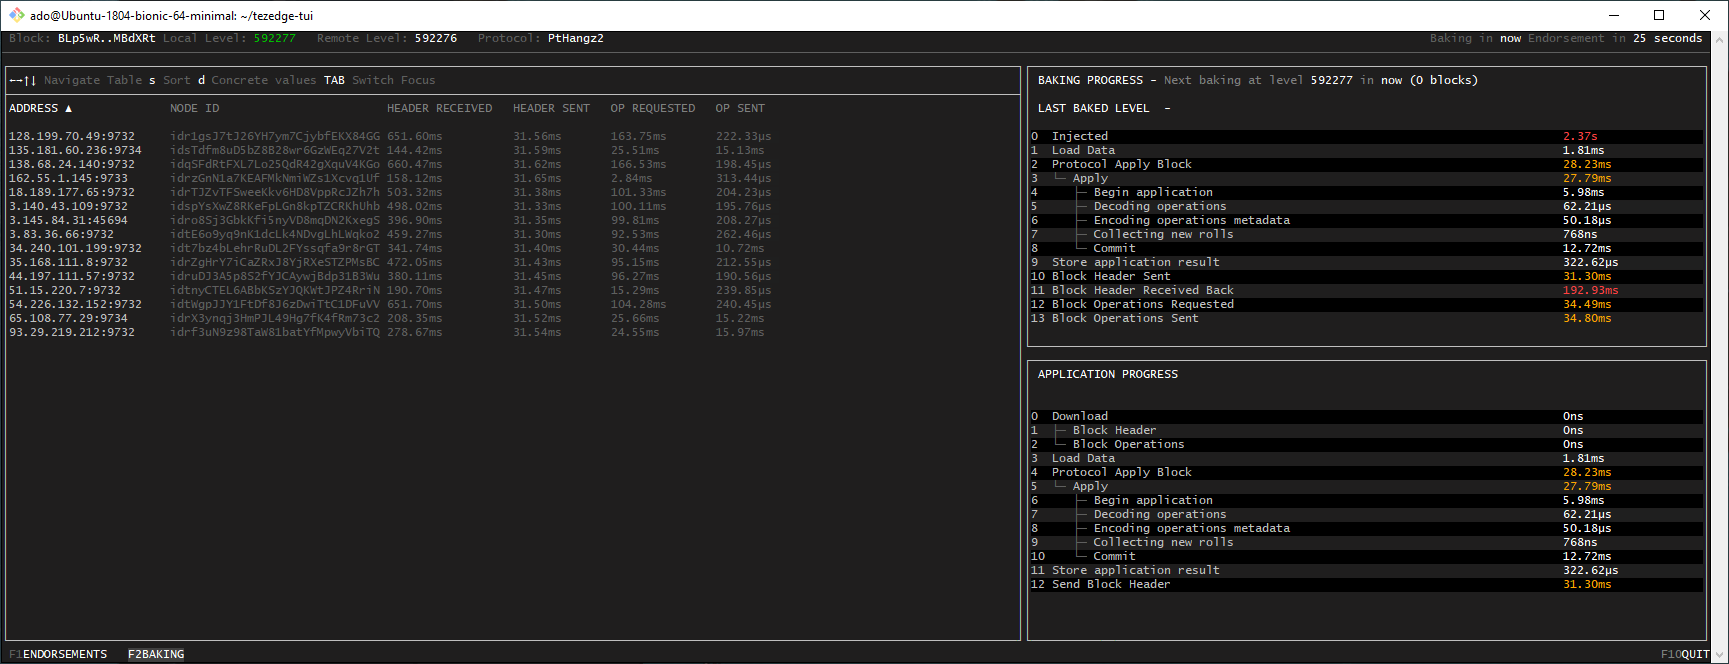 ado@Ubuntu-1804-bionic-64-minimal: ~/tezedge-tui
Block: BLp5wR..MBdXRt Local Level: 592277 Remote Level: 592276 Protocol: PtHangz2 Baking in now Endorsement in 25 seconds
←→↑↓ Navigate Table s Sort d Concrete values TAB Switch Focus
ADDRESS ▲ NODE ID HEADER RECEIVED HEADER SENT OP REQUESTED OP SENT
128.199.70.49:9732 idr1gsJ7tJ26YH7ym7CjybfEKX84GG 651.60ms 31.56ms 163.75ms 222.33µs
135.181.60.236:9734 idsTdfm8uD5bZ8B28wr6GzWEq27V2t 144.42ms 31.59ms 25.51ms 15.13ms
138.68.24.140:9732 idqSFdRtFXL7Lo25QdR42gXquV4KGo 660.47ms 31.62ms 166.53ms 198.45µs
162.55.1.145:9733 idrzGnN1a7KEAFMkNmiWZs1Xcvq1Uf 158.12ms 31.65ms 2.84ms 313.44µs
18.189.177.65:9732 idrTJZvTFSweeKkv6HD8VppRcJZh7h 503.32ms 31.38ms 101.33ms 204.23µs
3.140.43.109:9732 idspYsXwZ8RKeFpLGn8kpTZCRKhUhb 498.02ms 31.33ms 100.11ms 195.76µs
3.145.84.31:45694 idro8Sj3GbkKfi5nyVD8mqDN2KxegS 396.90ms 31.35ms 99.81ms 208.27µs
3.83.36.66:9732 idtE6o9yq9nK1dcLk4NDvgLhLWqko2 459.27ms 31.30ms 92.53ms 262.46µs
34.240.101.199:9732 idt7bz4bLehrRuDL2FYssqfa9r8rGT 341.74ms 31.40ms 30.44ms 10.72ms
35.168.111.8:9732 idrZgHrY7iCaZRxJ8YjRXeSTZPMsBC 472.05ms 31.43ms 95.15ms 212.55µs
44.197.111.57:9732 idruDJ3A5p8S2fYJCAywjBdp31B3Wu 380.11ms 31.45ms 96.27ms 190.56µs
51.15.220.7:9732 idtnyCTEL6ABbKSzYJQKWtJPZ4RriN 190.70ms 31.47ms 15.29ms 239.85µs
54.226.132.152:9732 idtWgpJJY1FtDf8J6zDwiTtC1DFuVV 651.70ms 31.50ms 104.28ms 240.45µs
65.108.77.29:9734 idrX3ynqj3HmPJL49Hg7fK4fRm73c2 208.35ms 31.52ms 25.66ms 15.22ms
93.29.219.212:9732 idrf3uN9z98TaW81batYfMpwyVbiTQ 278.67ms 31.54ms 24.55ms 15.97ms
BAKING PROGRESS - Next baking at level 592277 in now (0 blocks)
LAST BAKED LEVEL -
0 Injected 2.37s
1 Load Data 1.81ms
2 Protocol Apply Block 28.23ms
3 └─ Apply 27.79ms
4 ├─ Begin application 5.98ms
5 ├─ Decoding operations 62.21µs
6 ├─ Encoding operations metadata 50.18µs
7 ├─ Collecting new rolls 768ns
8 └─ Commit 12.72ms
9 Store application result 322.62µs
10 Block Header Sent 31.30ms
11 Block Header Received Back 192.93ms
12 Block Operations Requested 34.49ms
13 Block Operations Sent 34.80ms
APPLICATION PROGRESS
0 Download 0ns
1 ├─ Block Header 0ns
2 └─ Block Operations 0ns
3 Load Data 1.81ms
4 Protocol Apply Block 28.23ms
5 └─ Apply 27.79ms
6 ├─ Begin application 5.98ms
7 ├─ Decoding operations 62.21µs
8 ├─ Encoding operations metadata 50.18µs
9 ├─ Collecting new rolls 768ns
10 └─ Commit 12.72ms
11 Store application result 322.62µs
12 Send Block Header 31.30ms
F1ENDORSEMENTS F2BAKING F10QUIT